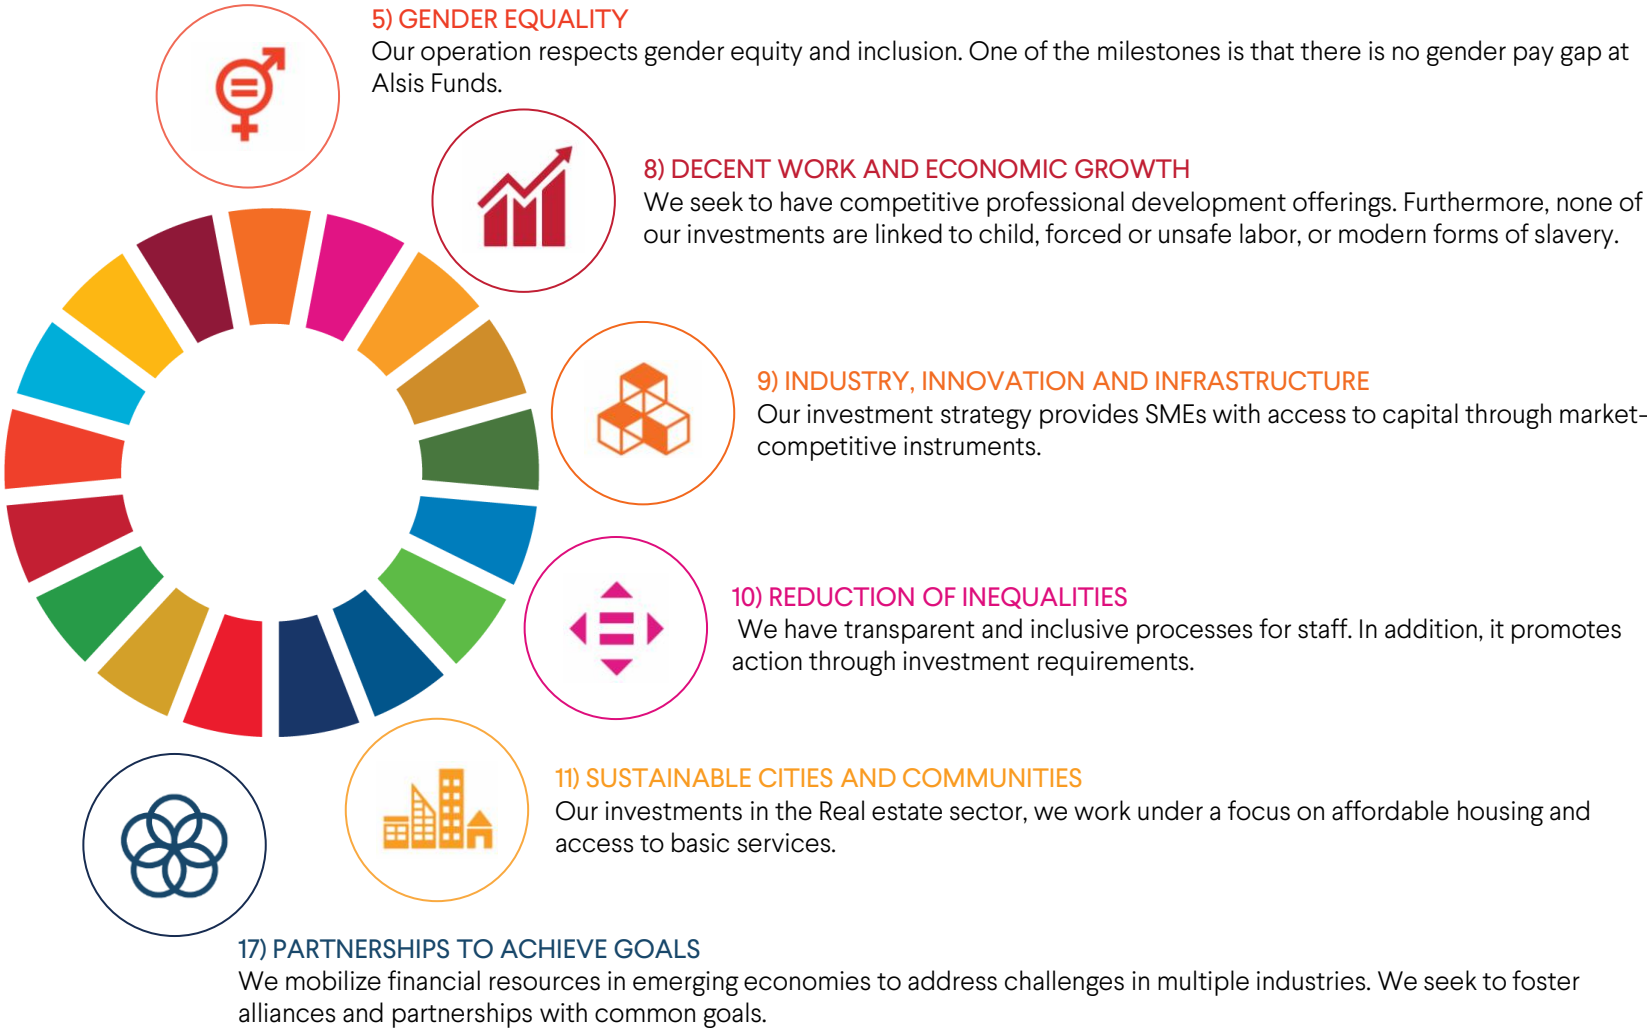 5) GENDER EQUALITY
Our operation respects gender equity and inclusion. One of the milestones is that there is no gender pay gap at
Alsis Funds.
8) DECENT WORK AND ECONOMIC GROWTH
We seek to have competitive professional development offerings. Furthermore, none of
our investments are linked to child, forced or unsafe labor, or modern forms of slavery.
9) INDUSTRY, INNOVATION AND INFRASTRUCTURE
Our investment strategy provides SMEs with access to capital through market-
competitive instruments.
10) REDUCTION OF INEQUALITIES
We have transparent and inclusive processes for staff. In addition, it promotes
action through investment requirements.
11) SUSTAINABLE CITIES AND COMMUNITIES
Our investments in the Real estate sector, we work under a focus on affordable housing and
access to basic services.
17) PARTNERSHIPS TO ACHIEVE GOALS
We mobilize financial resources in emerging economies to address challenges in multiple industries. We seek to foster
alliances and partnerships with common goals.